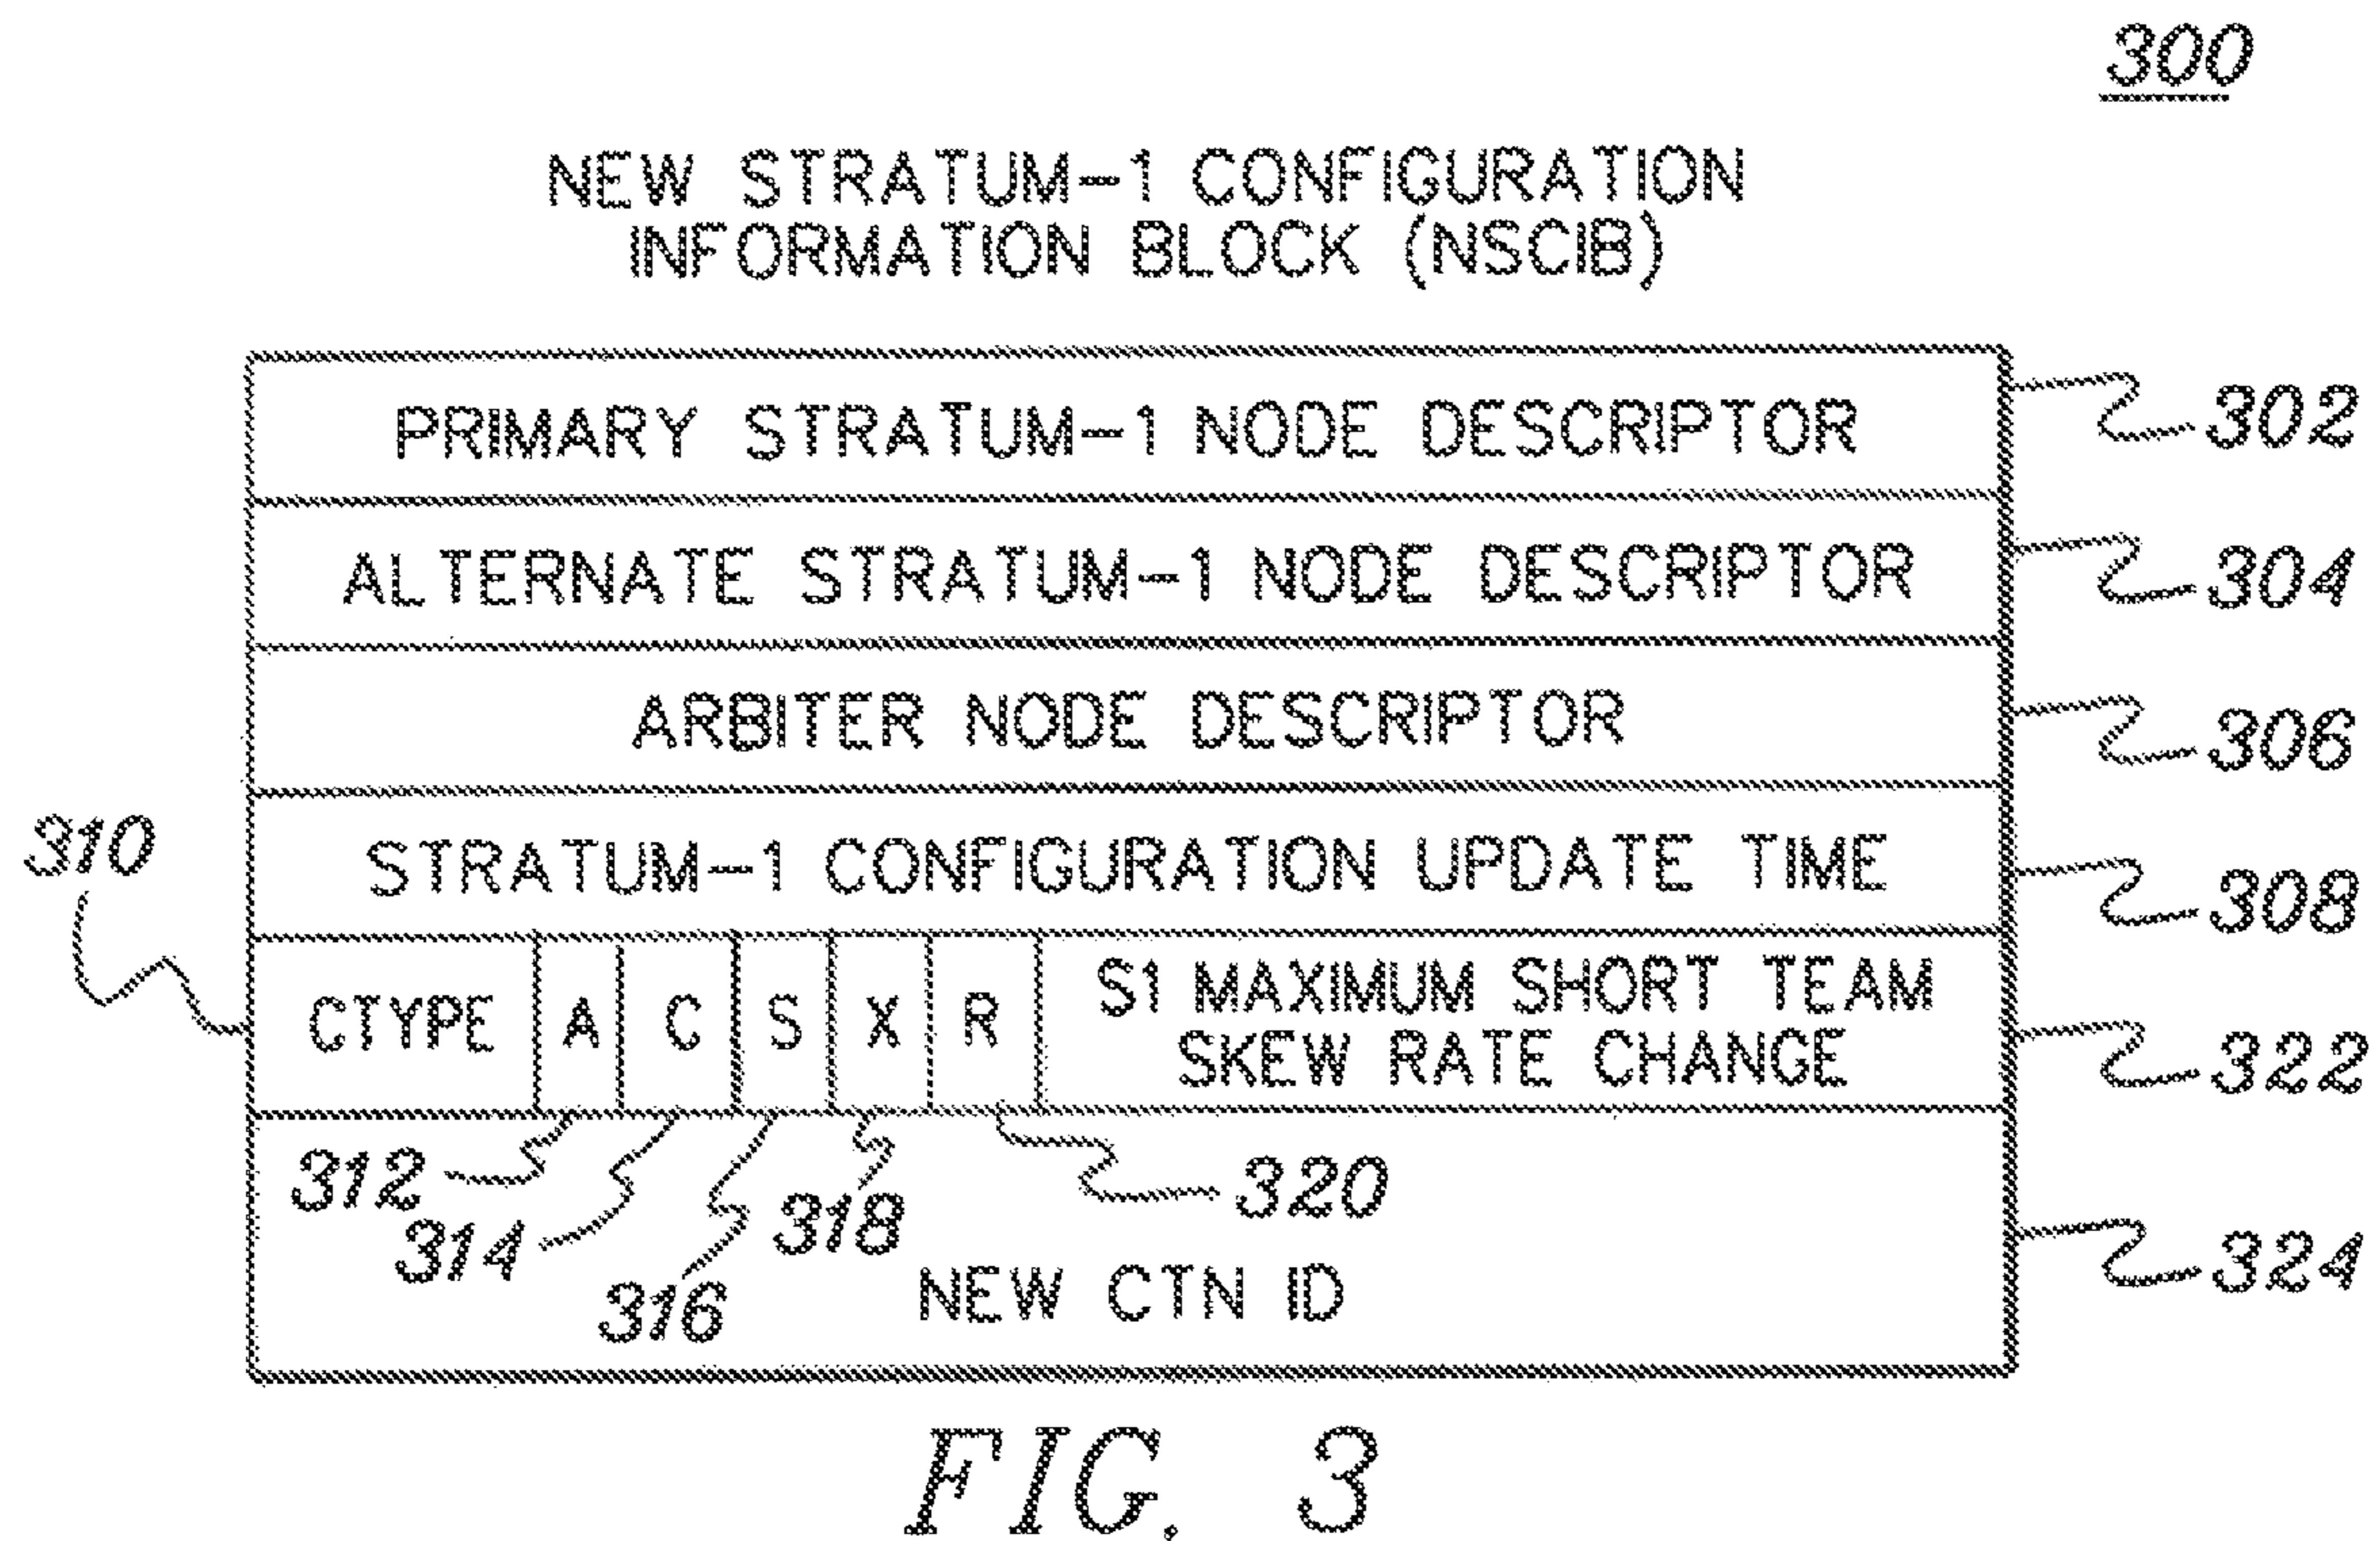 300
NEW STRATUM-1 CONFIGURATION
INFORMATION BLOCK (NSCIB)
PRIMARY STRATUM-1 NODE DESCRIPTOR
302
ALTERNATE STRATUM-1 NODE DESCRIPTOR
304
ARBITER NODE DESCRIPTOR
306
STRATUM-1 CONFIGURATION UPDATE TIME
308
310
CTYPE A C S X R
S1 MAXIMUM SHORT TEAM
SKEW RATE CHANGE
322
312
314
316
318
320
NEW CTN ID
324
FIG. 3